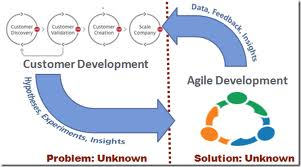 Customer
Discovery
Customer
Validation
Customer
Creation
Scale
Company
Data, Feedback, Insights
Customer Development
Agile Development
Hypotheses, Experiments, Insights
Problem: Unknown
Solution: Unknown